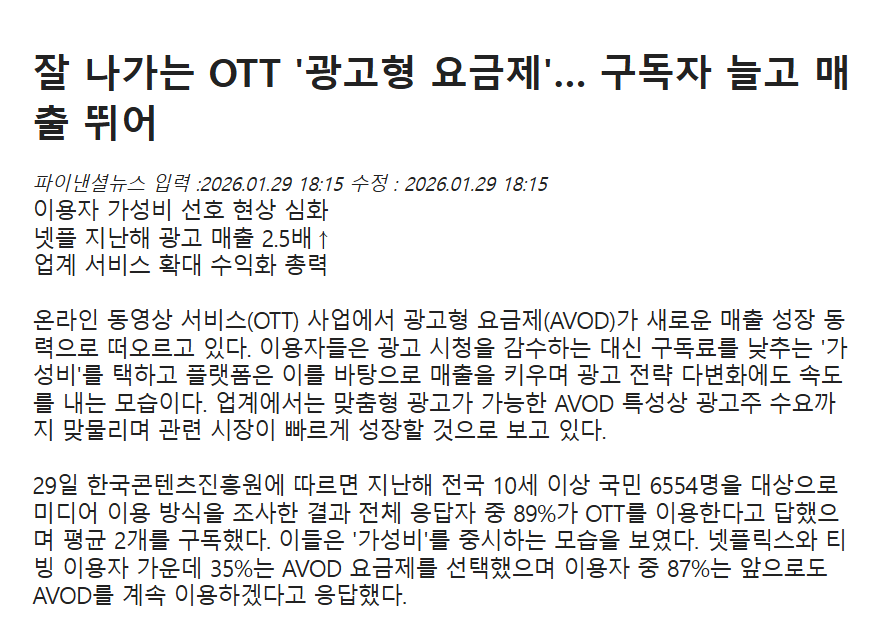 잘 나가는 OTT '광고형 요금제'... 구독자 늘고 매
출 뛰어
파이낸셜뉴스 입력 :2026.01.29 18:15 수정 : 2026.01.29 18:15
이용자 가성비 선호 현상 심화
넷플 지난해 광고 매출 2.5배↑
업계 서비스 확대 수익화 총력
온라인 동영상 서비스(OTT) 사업에서 광고형 요금제(AVOD)가 새로운 매출 성장 동
력으로 떠오르고 있다. 이용자들은 광고 시청을 감수하는 대신 구독료를 낮추는 '가
성비'를 택하고 플랫폼은 이를 바탕으로 매출을 키우며 광고 전략 다변화에도 속도
를 내는 모습이다. 업계에서는 맞춤형 광고가 가능한 AVOD 특성상 광고주 수요까
지 맞물리며 관련 시장이 빠르게 성장할 것으로 보고 있다.
29일 한국콘텐츠진흥원에 따르면 지난해 전국 10세 이상 국민 6554명을 대상으로
미디어 이용 방식을 조사한 결과 전체 응답자 중 89%가 OTT를 이용한다고 답했으
며 평균 2개를 구독했다. 이들은 '가성비'를 중시하는 모습을 보였다. 넷플릭스와 티
빙 이용자 가운데 35%는 AVOD 요금제를 선택했으며 이용자 중 87%는 앞으로도
AVOD를 계속 이용하겠다고 응답했다.